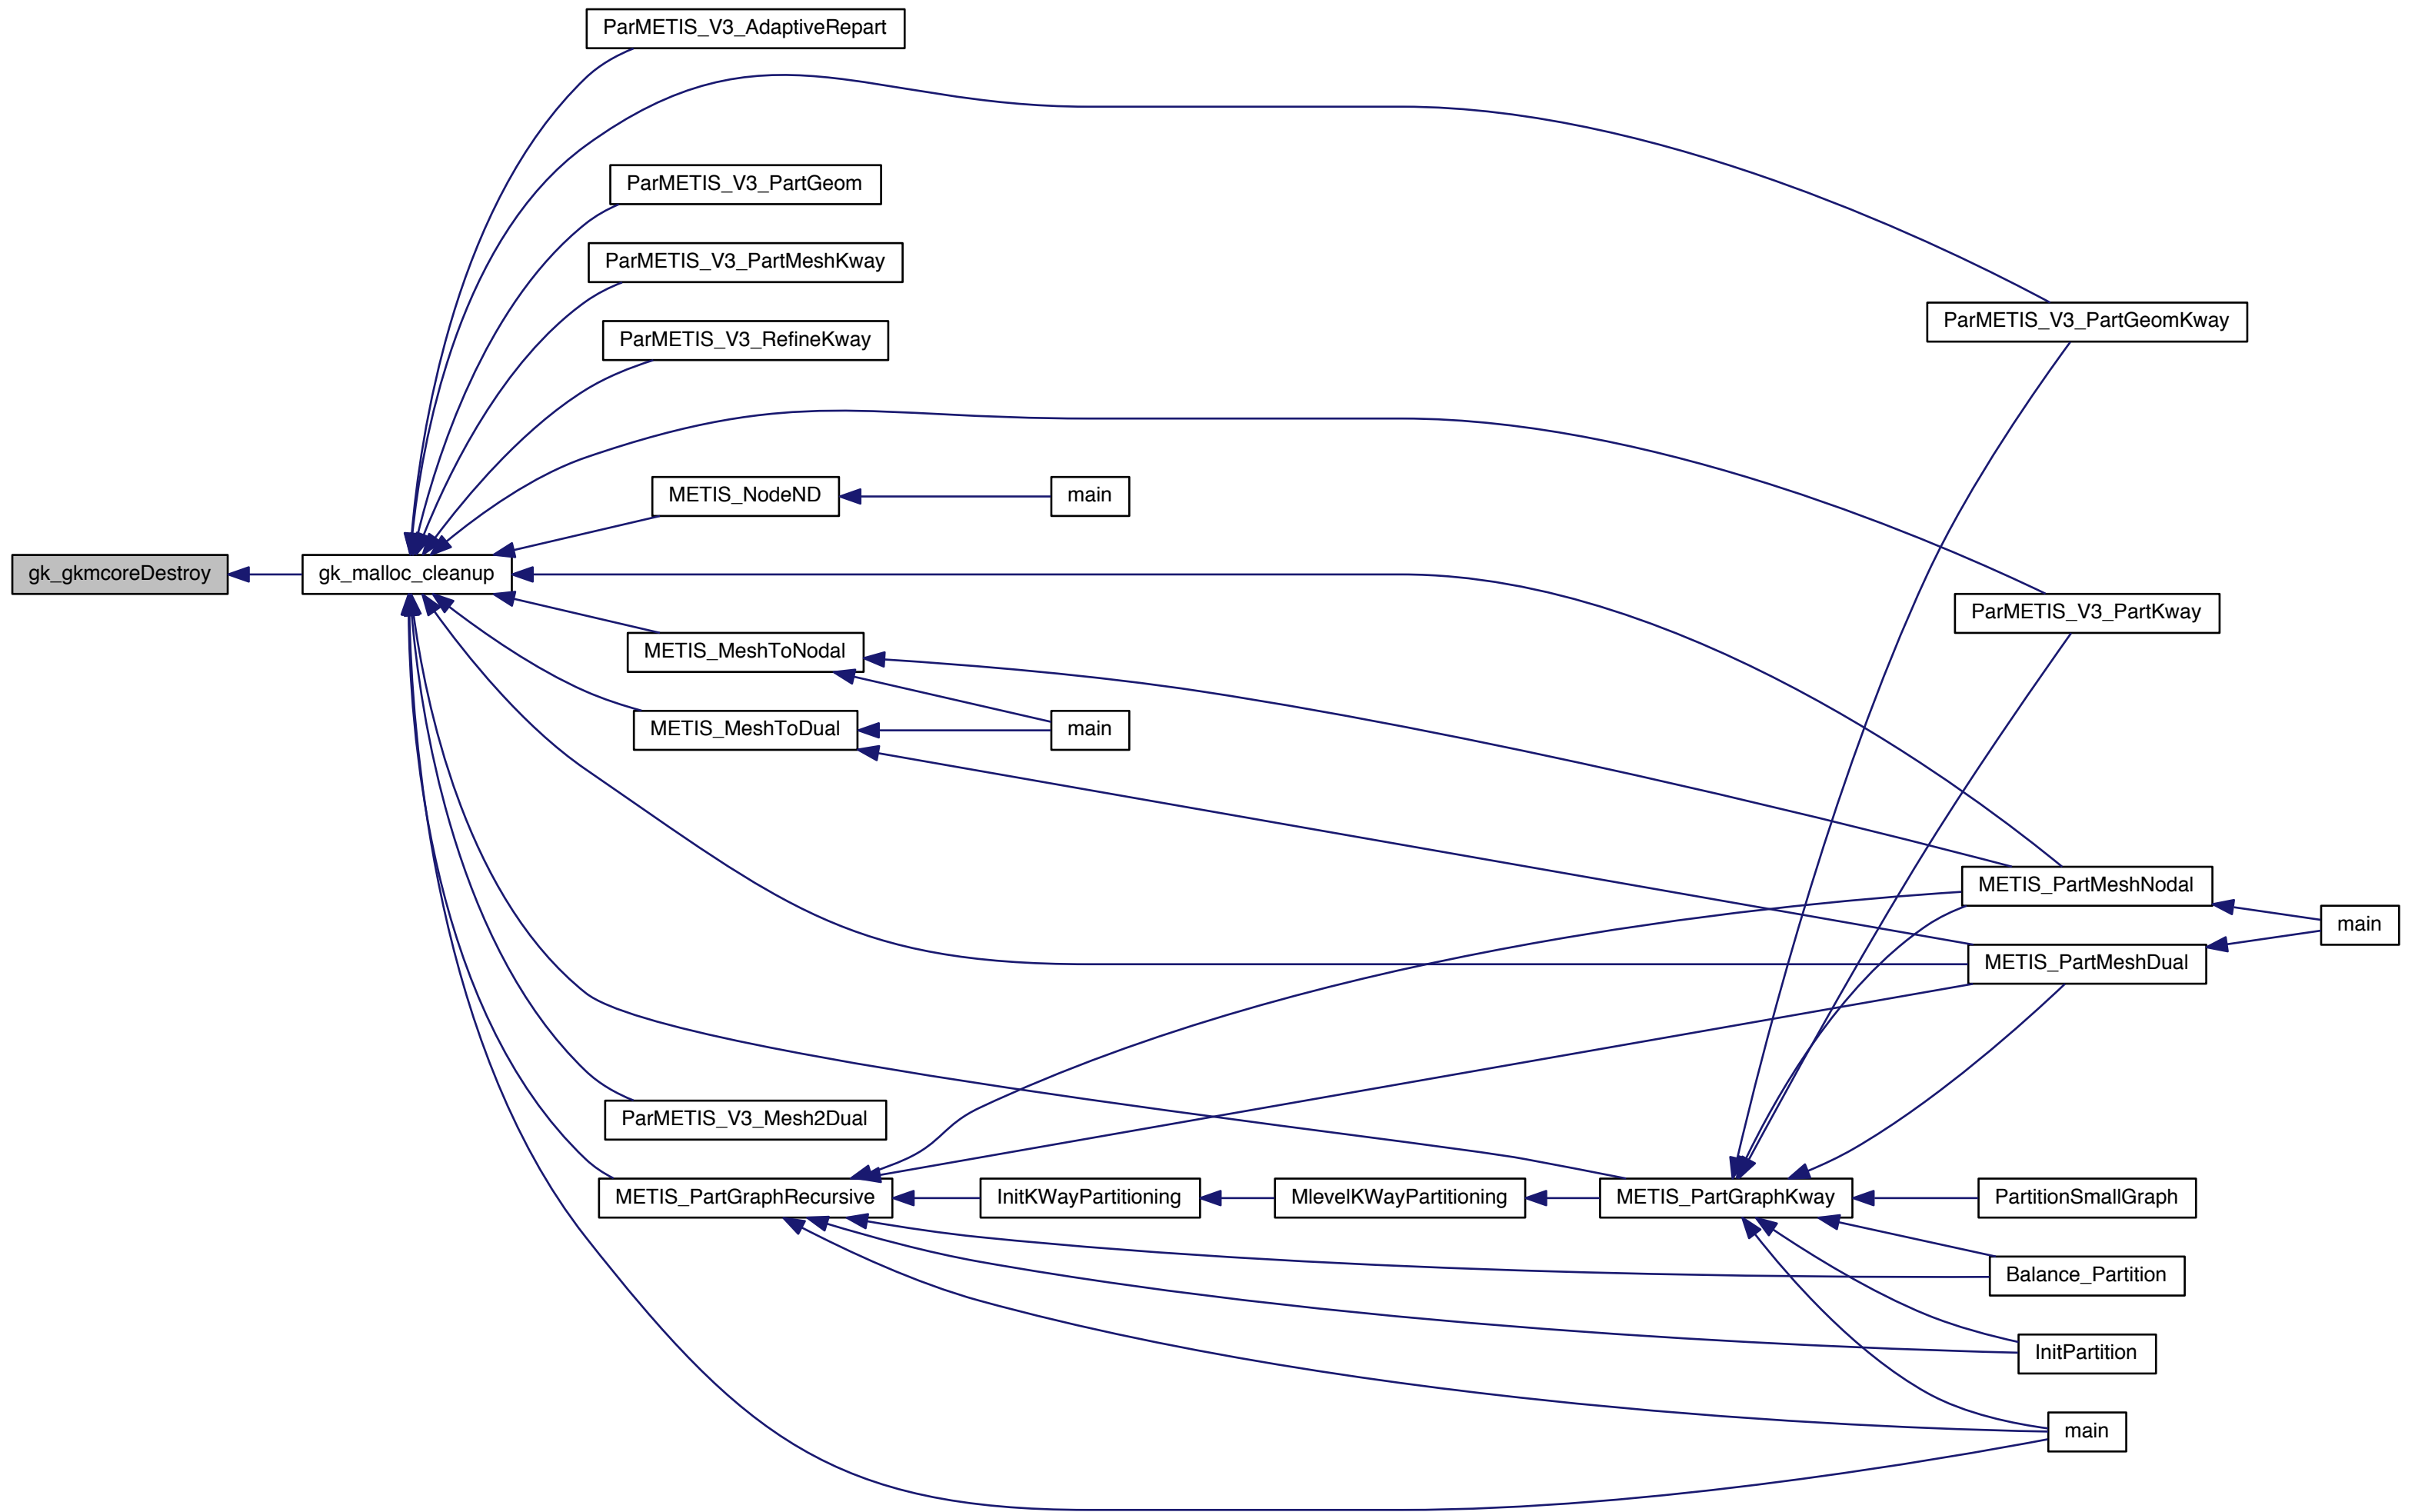 ParMETIS_V3_AdaptiveRepart
ParMETIS_V3_PartGeom
ParMETIS_V3_PartMeshKway
ParMETIS_V3_PartGeomKway
ParMETIS_V3_RefineKway
METIS_NodeND
main
gk_gkmcoreDestroy
gk_malloc_cleanup
ParMETIS_V3_PartKway
METIS_MeshToNodal
METIS_MeshToDual
main
METIS_PartMeshNodal
main
METIS_PartMeshDual
ParMETIS_V3_Mesh2Dual
METIS_PartGraphRecursive
InitKWayPartitioning
MlevelKWayPartitioning
METIS_PartGraphKway
PartitionSmallGraph
Balance_Partition
InitPartition
main